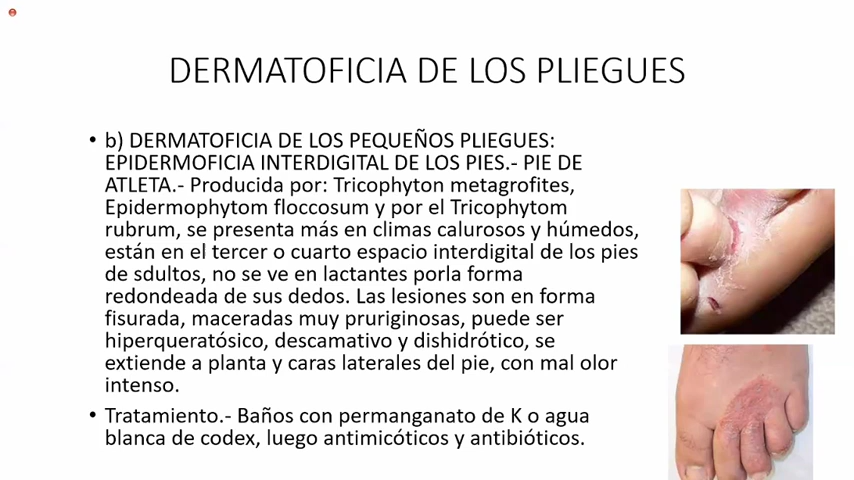 DERMATOFICIA DE LOS PLIEGUES
• b) DERMATOFICIA DE LOS PEQUEÑOS PLIEGUES:
EPIDERMOFICIA INTERDIGITAL DE LOS PIES.- PIE DE
ATLETA.- Producida por: Tricophyton metagrofites,
Epidermophytom floccosum y por el Tricophytom
rubrum, se presenta más en climas calurosos y húmedos,
están en el tercer o cuarto espacio interdigital de los pies
de sdultos, no se ve en lactantes porla forma
redondeada de sus dedos. Las lesiones son en forma
fisurada, maceradas muy pruriginosas, puede ser
hiperqueratósico, descamativo y dishidrótico, se
extiende a planta y caras laterales del pie, con mal olor
intenso.
• Tratamiento.- Baños con permanganato de K o agua
blanca de codex, luego antimicóticos y antibióticos.